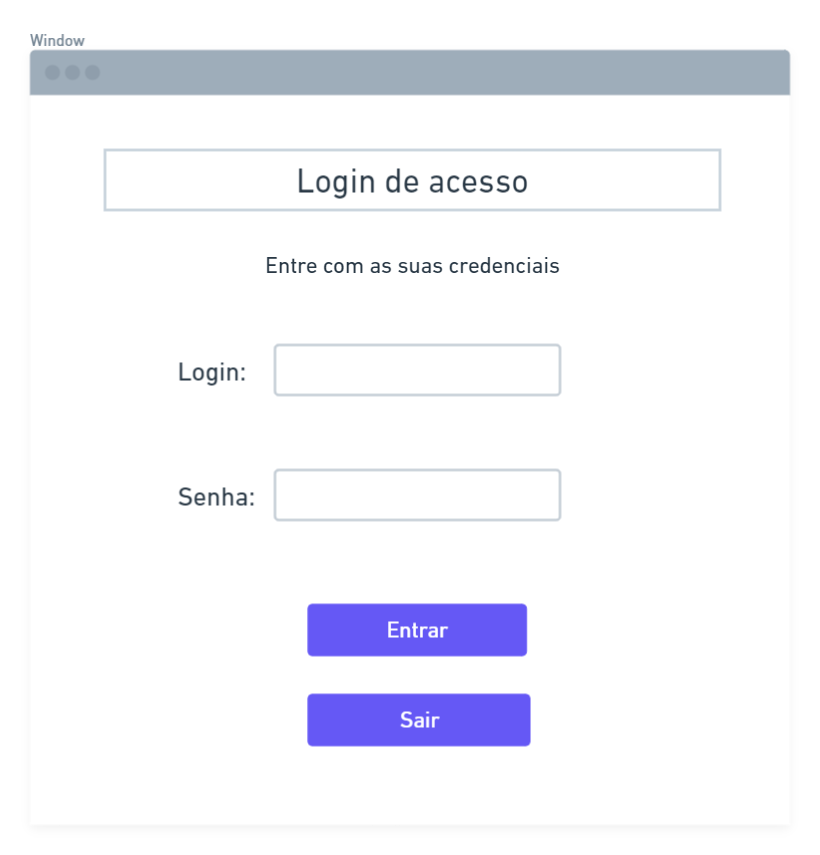 Window
Login de acesso
Entre com as suas credenciais
Login:
Senha:
Entrar
Sair